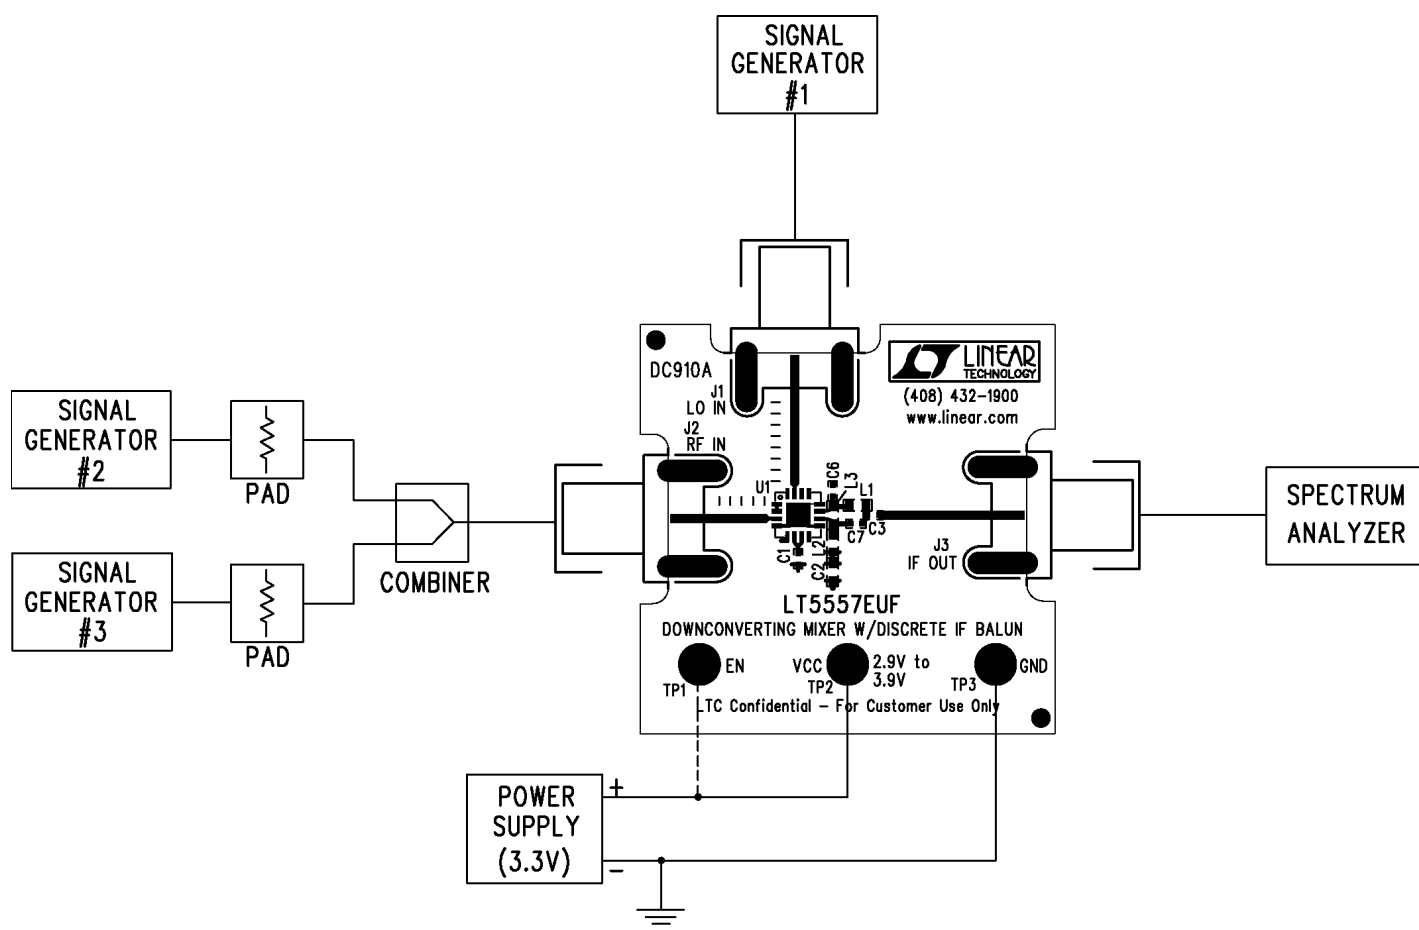 SIGNAL
GENERATOR
#1
DC910A
LINEAR
TECHNOLOGY
(408) 432-1900
www.linear.com
J1
LO IN
J2
RF IN
SIGNAL
GENERATOR
#2
PAD
COMBINER
SIGNAL
GENERATOR
#3
PAD
U1
C6
L3
L1
C7
C3
C1
L2
C2
J3
IF OUT
SPECTRUM
ANALYZER
LT5557EUF
DOWNCONVERTING MIXER W/DISCRETE IF BALUN
EN
TP1
VCC
TP2
2.9V to
3.9V
GND
TP3
LTC Confidential - For Customer Use Only
POWER
SUPPLY
(3.3V)
+
-